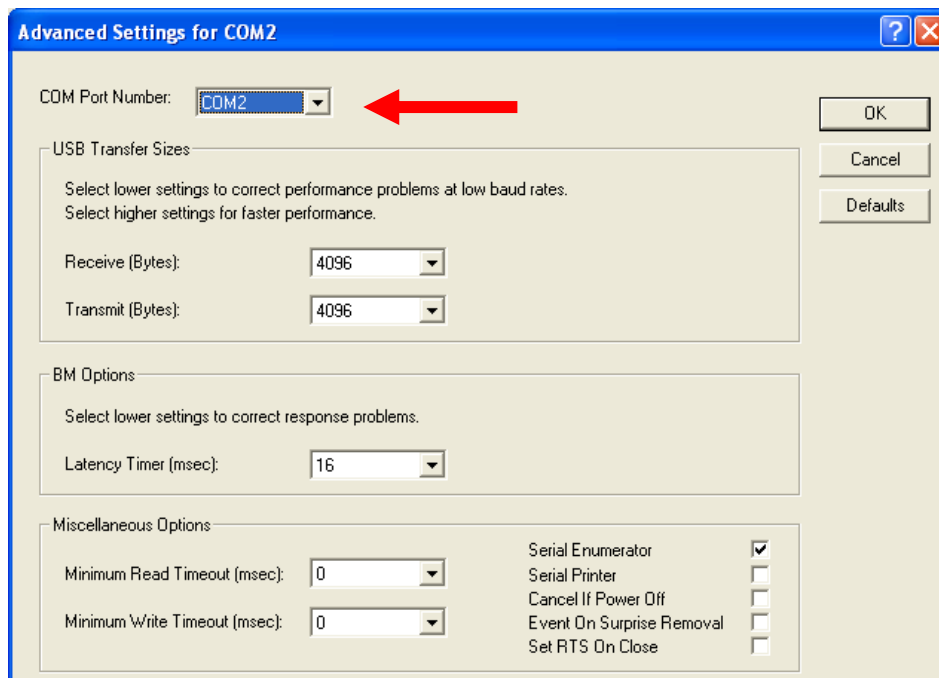 Advanced Settings for COM2
COM Port Number: COM2
OK
Cancel
Defaults
USB Transfer Sizes
Select lower settings to correct performance problems at low baud rates.
Select higher settings for faster performance.
Receive (Bytes): 4096
Transmit (Bytes): 4096
BM Options
Select lower settings to correct response problems.
Latency Timer (msec): 16
Miscellaneous Options
Minimum Read Timeout (msec): 0
Minimum Write Timeout (msec): 0
Serial Enumerator
Serial Printer
Cancel If Power Off
Event On Surprise Removal
Set RTS On Close